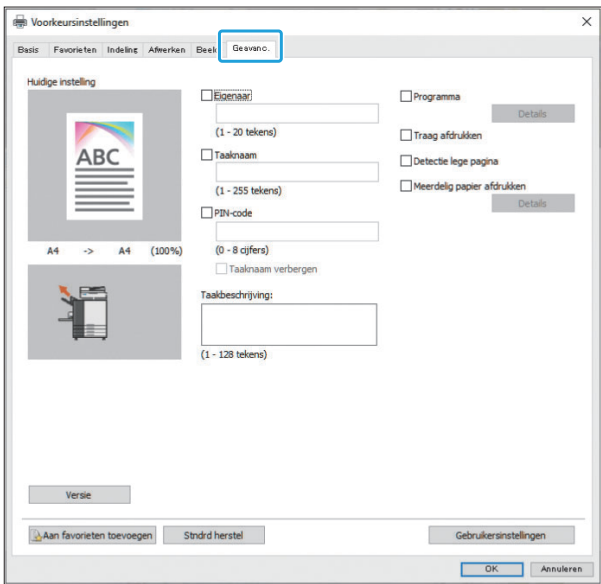 Voorkeursinstellingen
Basis Favorieten Indeling Afwerken Beel Geavanc.
Huidige instelling
ABC
A4 -> A4 (100%)
Eigenaar
(1 - 20 tekens)
Taaknaam
(1 - 255 tekens)
PIN-code
(0 - 8 cijfers)
Taaknaam verbergen
Taakbeschrijving:
(1 - 128 tekens)
Programma
Details
Traag afdrukken
Detectie lege pagina
Meerdelig papier afdrukken
Details
Versie
Aan favorieten toevoegen Stndrd herstel Gebruikersinstellingen
OK Annuleren